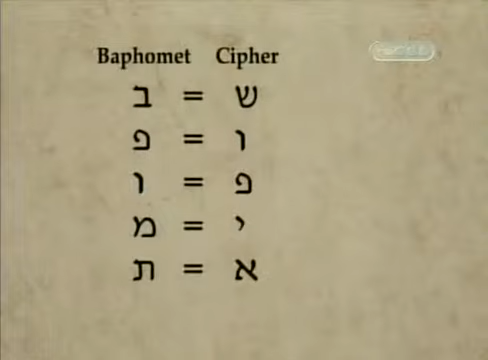 Baphomet Cipher
ב = ש
פ = ו
ו = פ
מ = י
ת = א